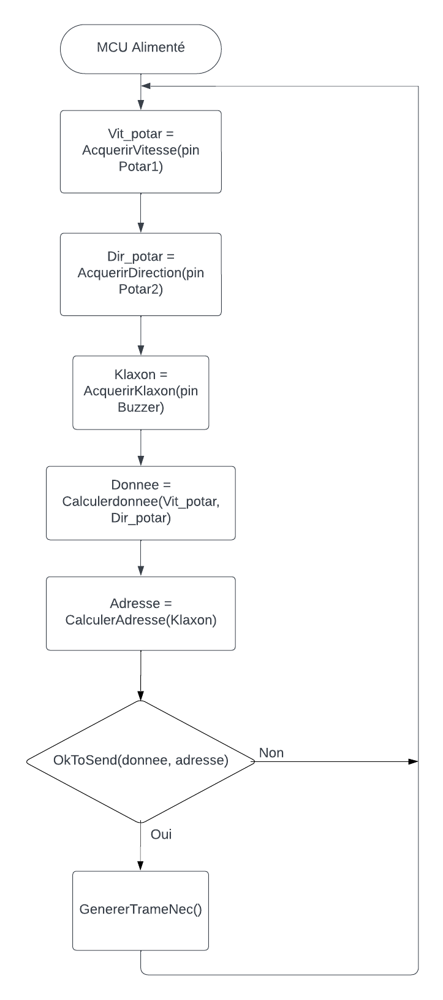 MCU Alimenté
Vit_potar =
AcquerirVitesse(pin
Potar1)
Dir_potar =
AcquerirDirection(pin
Potar2)
Klaxon =
AcquerirKlaxon(pin
Buzzer)
Donnee =
Calculerdonnee(Vit_potar,
Dir_potar)
Adresse =
CalculerAdresse(Klaxon)
OkToSend(donnee, adresse)
Non
Oui
GenererTrameNec()